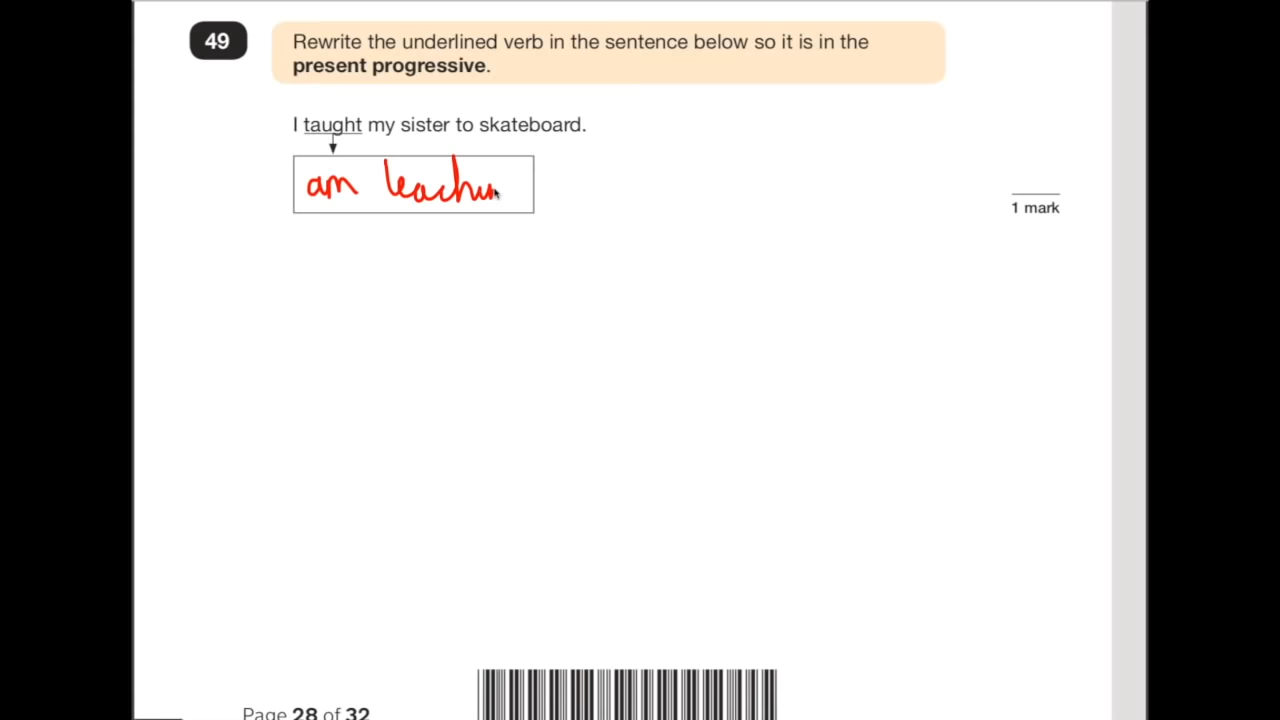 49
Rewrite the underlined verb in the sentence below so it is in the
present progressive.
I taught my sister to skateboard.
am
1 mark
Page 28 of 32